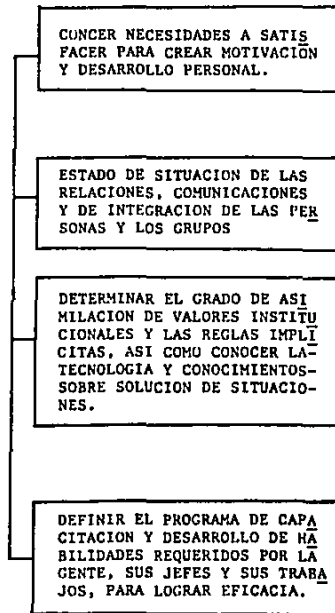 CONCER NECESIDADES A SATIS
FACER PARA CREAR MOTIVACION
Y DESARROLLO PERSONAL.
ESTADO DE SITUACION DE LAS
RELACIONES, COMUNICACIONES
Y DE INTEGRACION DE LAS PER
SONAS Y LOS GRUPOS
DETERMINAR EL GRADO DE ASI
MILACION DE VALORES INSTITU
CIONALES Y LAS REGLAS IMPLI
CITAS, ASI COMO CONOCER LA-
TECNOLOGIA Y CONOCIMIENTOS-
SOBRE SOLUCION DE SITUACIO-
NES.
DEFINIR EL PROGRAMA DE CAPA
CITACION Y DESARROLLO DE HA
BILIDADES REQUERIDOS POR LA
GENTE, SUS JEFES Y SUS TRABA
JOS, PARA LOGRAR EFICACIA.